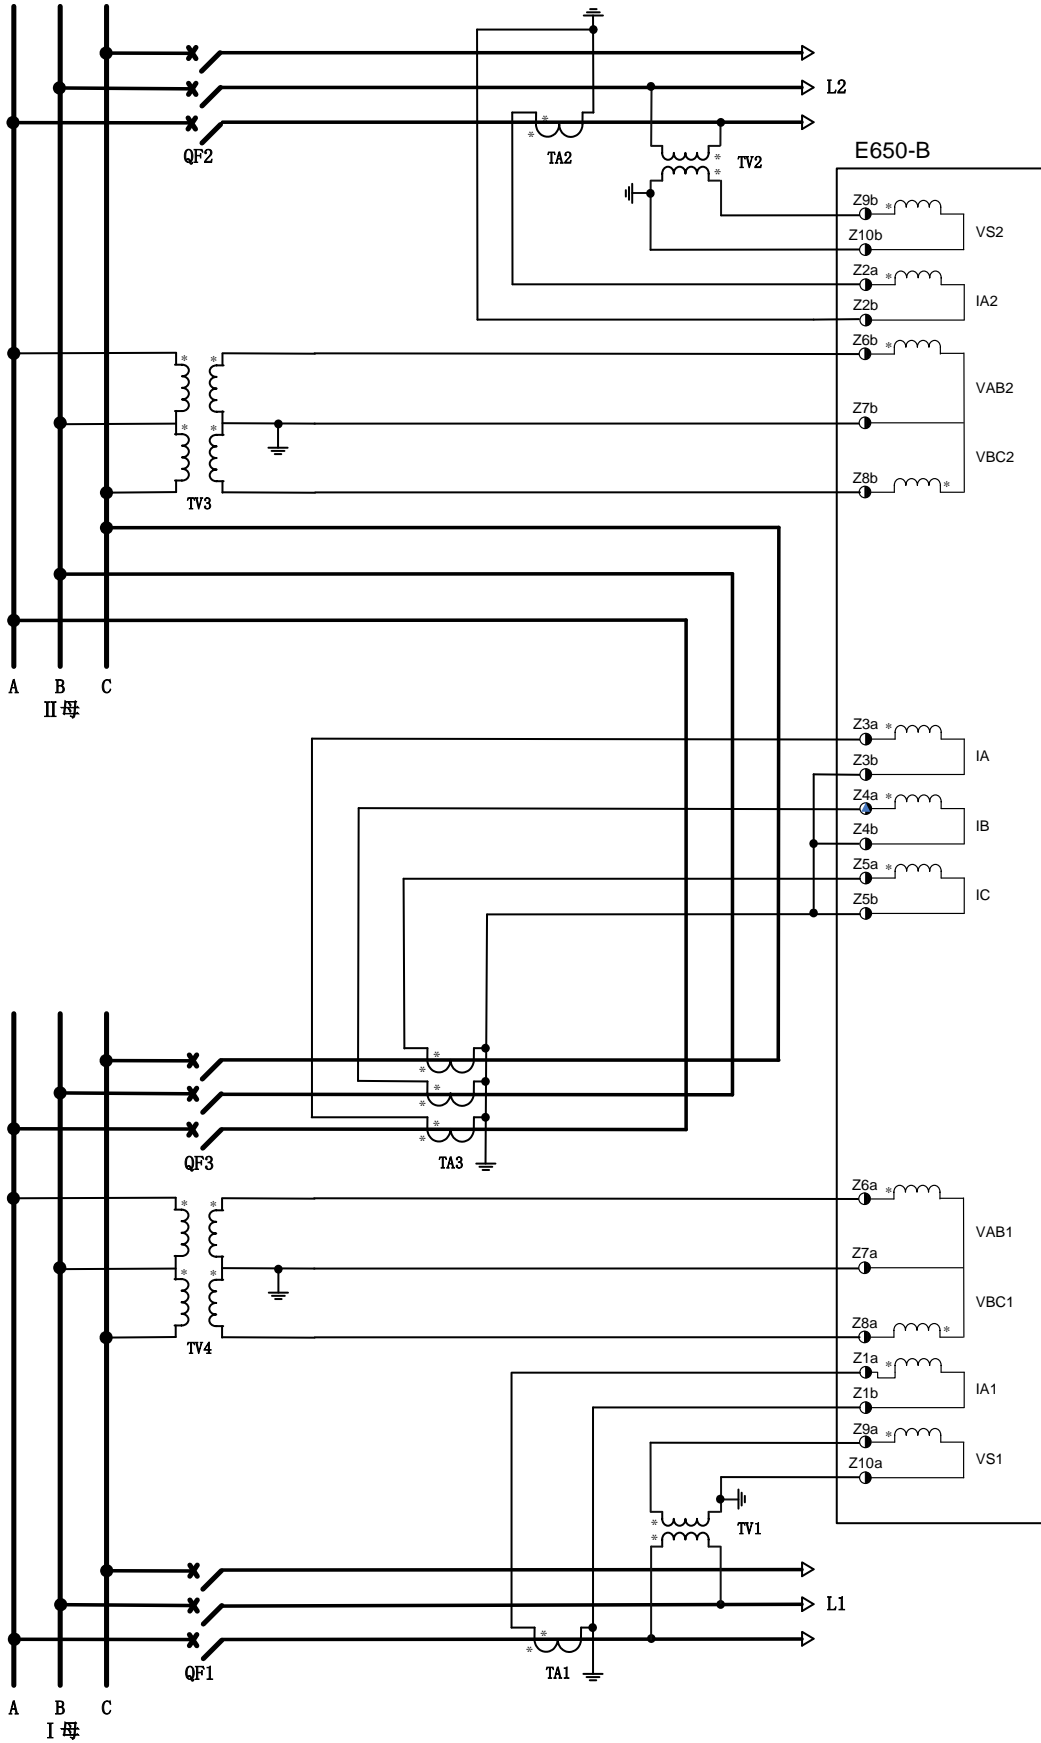 L2
QF2
TA2
TV2
E650-B
Z9b
VS2
Z10b
Z2a
IA2
Z2b
Z6b
VAB2
Z7b
VBC2
Z8b
TV3
A B C
II母
Z3a
IA
Z3b
Z4a
IB
Z4b
Z5a
IC
Z5b
QF3
TA3
Z6a
VAB1
Z7a
VBC1
Z8a
TV4
Z1a
IA1
Z1b
Z9a
VS1
Z10a
TV1
L1
QF1
TA1
A B C
I母